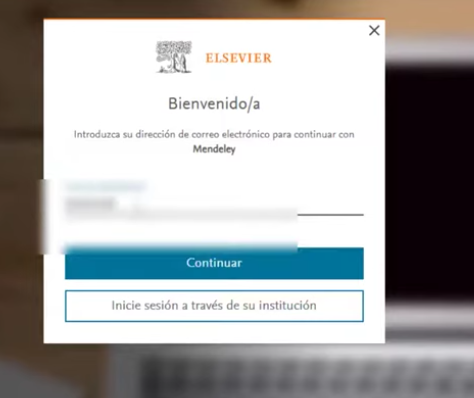 ELSEVIER
Bienvenido/a
Introduzca su dirección de correo electrónico para continuar con
Mendeley
Continuar
Inicie sesión a través de su institución